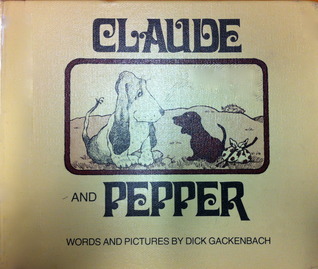 CLAUDE
AND PEPPER
WORDS AND PICTURES BY DICK GACKENBACH